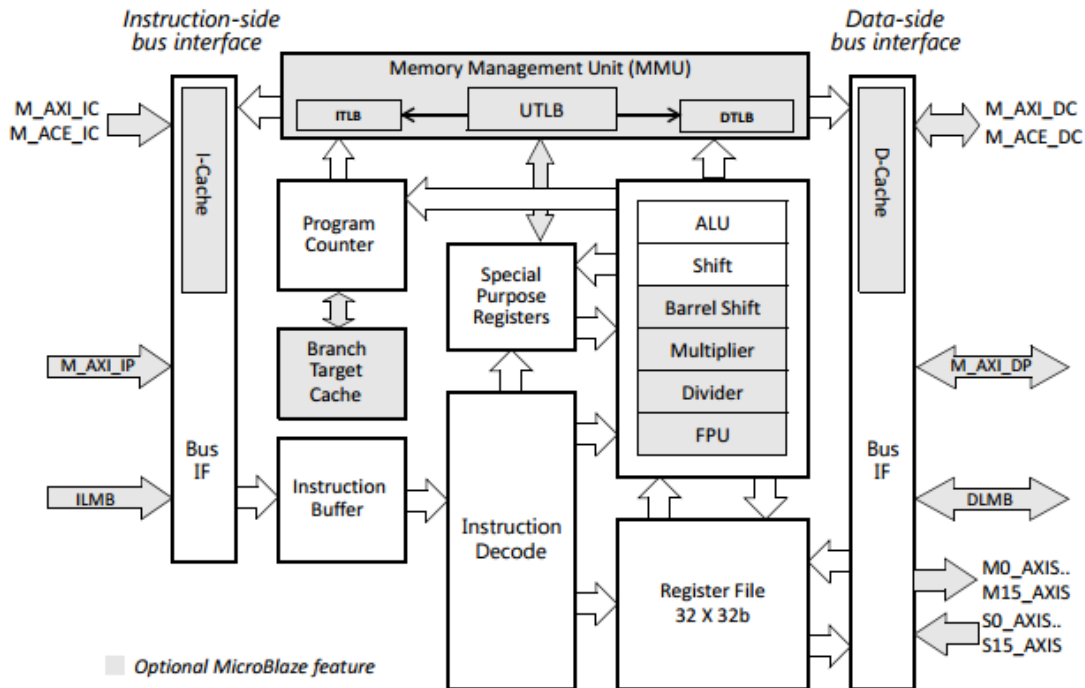 Instruction-side
bus interface
Data-side
bus interface
Memory Management Unit (MMU)
ITLB
UTLB
DTLB
M_AXI_IC
M_ACE_IC
I-Cache
D-Cache
M_AXI_DC
M_ACE_DC
Program
Counter
ALU
Shift
Barrel Shift
Multiplier
Divider
FPU
Special
Purpose
Registers
Branch
Target
Cache
M_AXI_IP
M_AXI_DP
Bus
IF
Bus
IF
ILMB
DLMB
Instruction
Buffer
Instruction
Decode
Register File
32 X 32b
M0_AXIS..
M15_AXIS
S0_AXIS..
S15_AXIS
Optional MicroBlaze feature